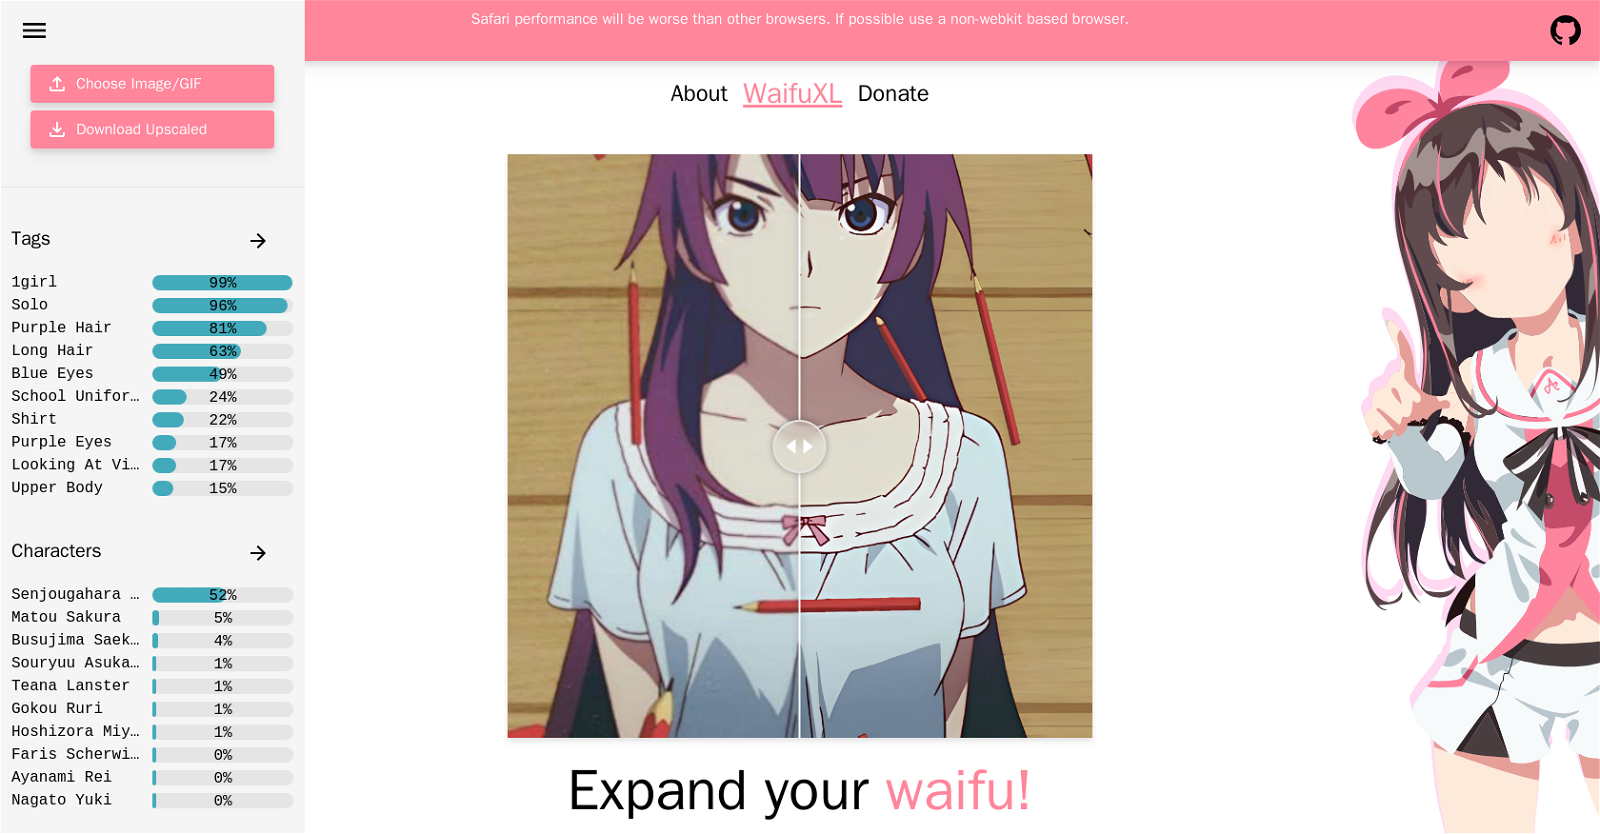 Safari performance will be worse than other browsers. If possible use a non-webkit based browser.
Choose Image/GIF
Download Upscaled
About WaifuXL Donate
Tags
1girl 99%
Solo 96%
Purple Hair 81%
Long Hair 63%
Blue Eyes 49%
School Unifor… 24%
Shirt 22%
Purple Eyes 17%
Looking At Vi… 17%
Upper Body 15%
Characters
Senjougahara … 52%
Matou Sakura 5%
Busujima Saek… 4%
Souryuu Asuka… 1%
Teana Lanster 1%
Gokou Ruri 1%
Hoshizora Miy… 1%
Faris Scherwi… 0%
Ayanami Rei 0%
Nagato Yuki 0%
Expand your waifu!